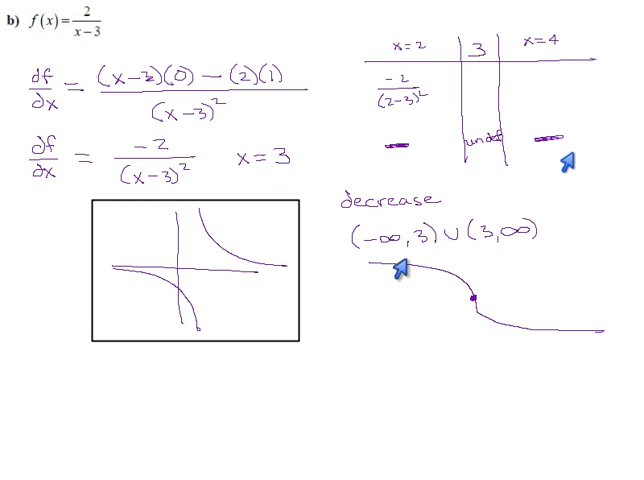 b) f(x) = 2/(x-3)
df/dx = ((x-3)(0) - (2)(1))/(x-3)^2
df/dx = -2/(x-3)^2 x = 3
x=2 3 x=4
-2/(2-3)^2
— undef —
decrease
(-∞, 3) ∪ (3, ∞)